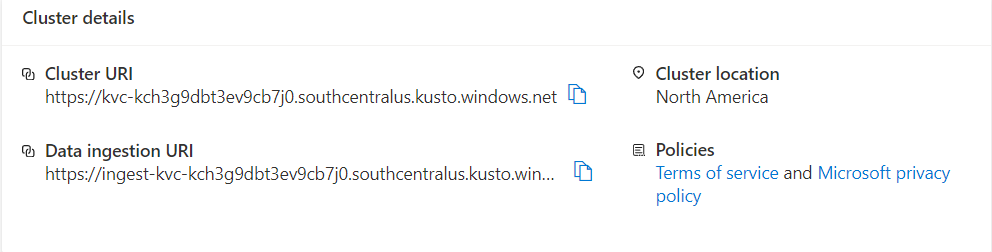 Cluster details
Cluster URI
https://kvc-kch3g9dbt3ev9cb7j0.southcentralus.kusto.windows.net
Data ingestion URI
https://ingest-kvc-kch3g9dbt3ev9cb7j0.southcentralus.kusto.win...
Cluster location
North America
Policies
Terms of service and Microsoft privacy
policy